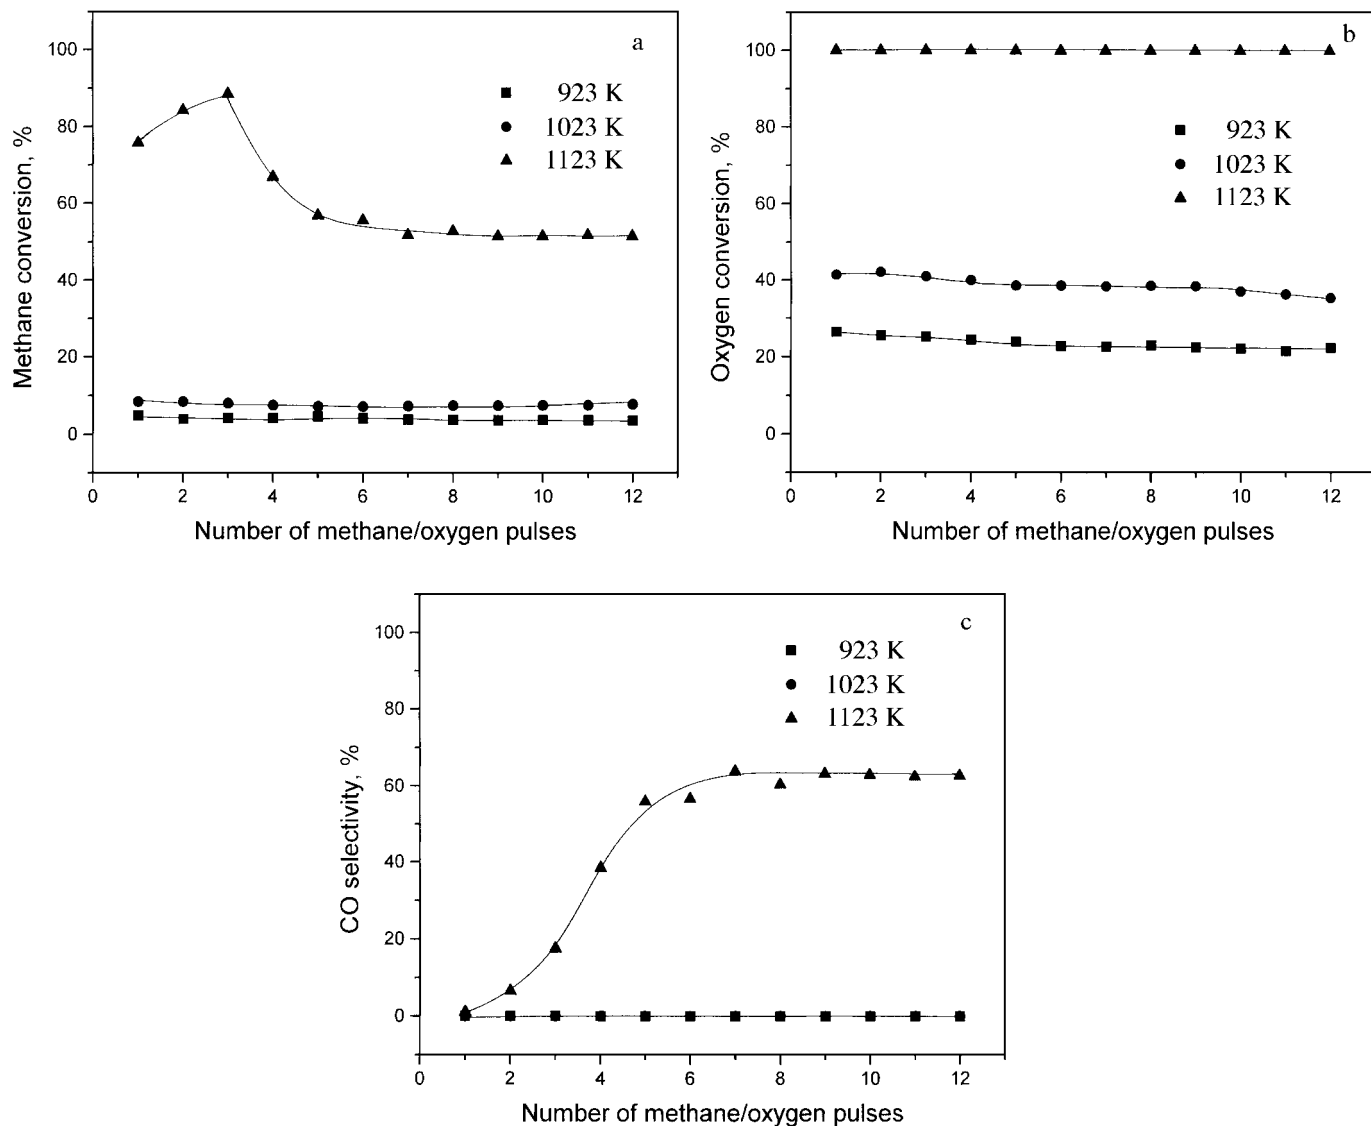 a
100
80
60
40
20
0
Methane conversion, %
923 K
1023 K
1123 K
0 2 4 6 8 10 12
Number of methane/oxygen pulses
b
100
80
60
40
20
0
Oxygen conversion, %
923 K
1023 K
1123 K
0 2 4 6 8 10 12
Number of methane/oxygen pulses
c
100
80
60
40
20
0
CO selectivity, %
923 K
1023 K
1123 K
0 2 4 6 8 10 12
Number of methane/oxygen pulses